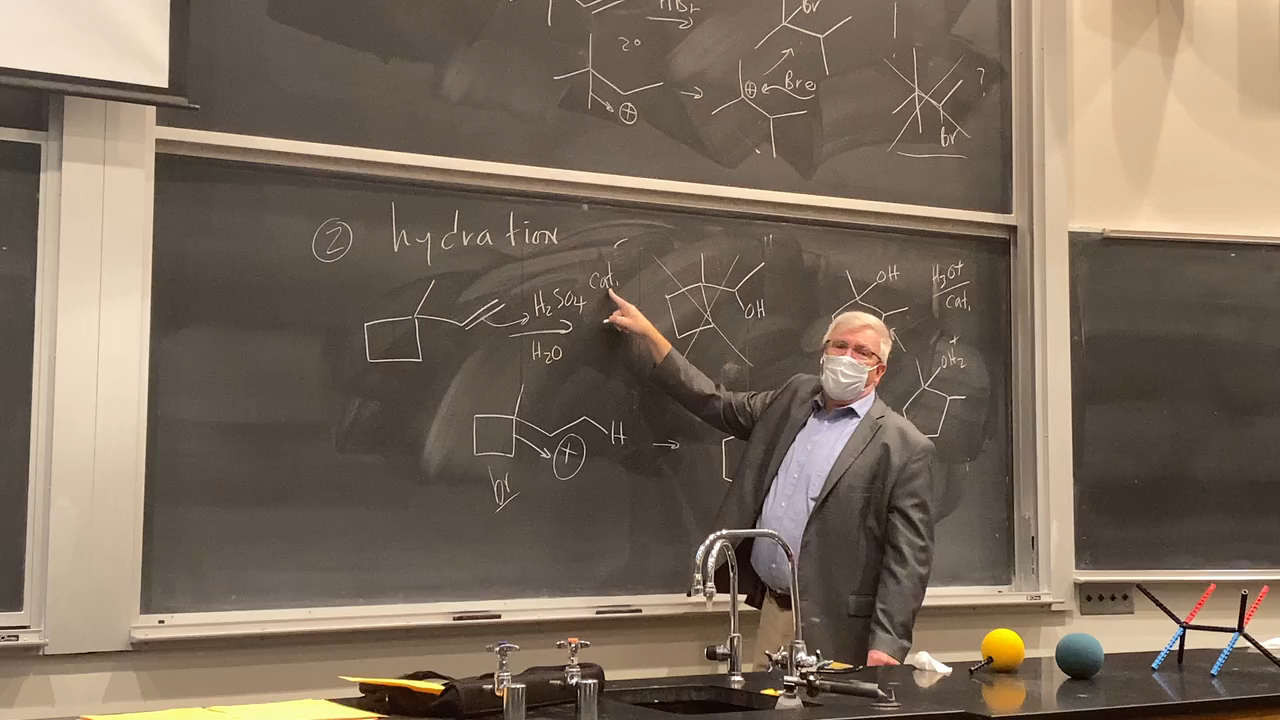 HBr
Br
2°
⊕
⊕ Br⊖
?
Br
② hydration
H₂SO₄ cat.
H₂O
OH
OH
H₃O⁺
cat.
⁺OH₂
H
⊕
br